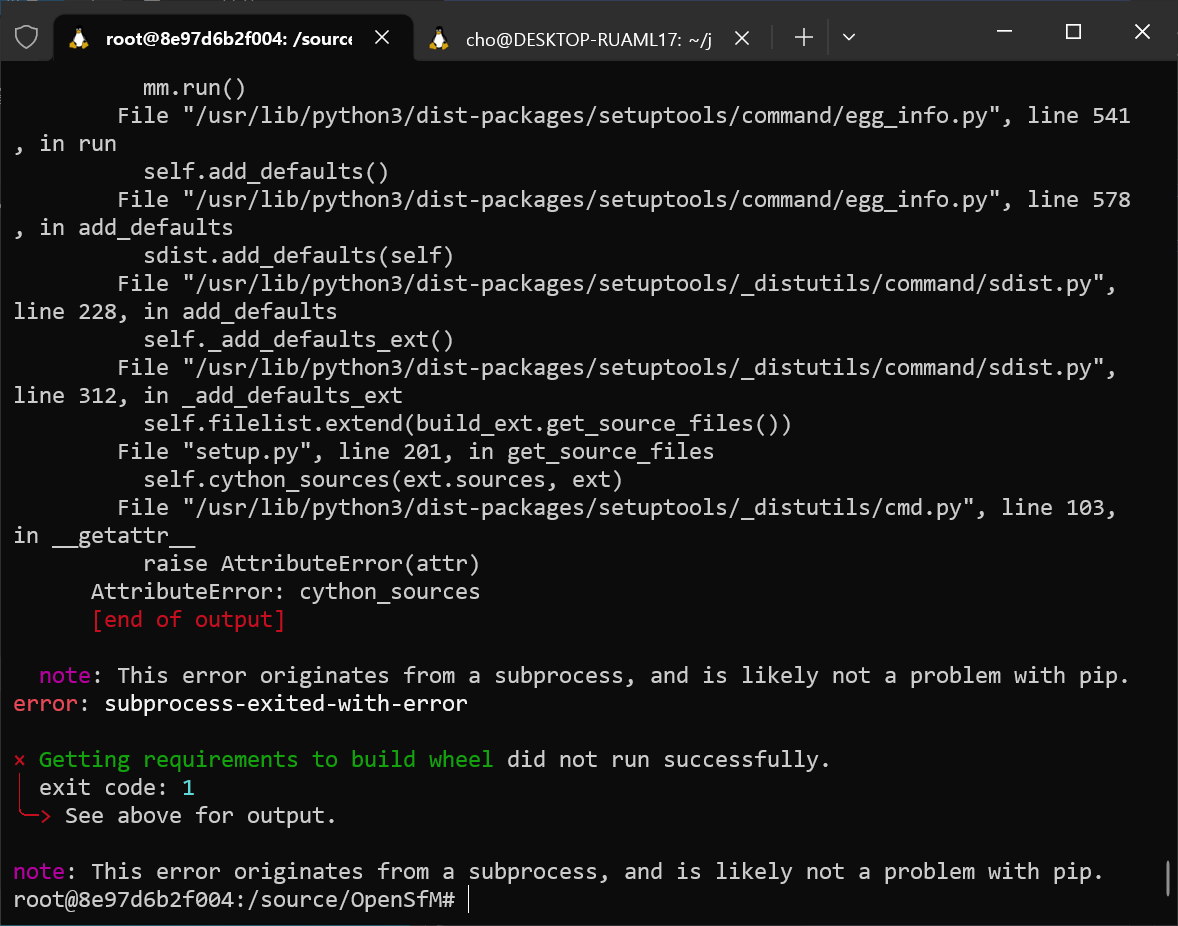 root@8e97d6b2f004: /source
cho@DESKTOP-RUAML17: ~/j
mm.run()
File "/usr/lib/python3/dist-packages/setuptools/command/egg_info.py", line 541
, in run
self.add_defaults()
File "/usr/lib/python3/dist-packages/setuptools/command/egg_info.py", line 578
, in add_defaults
sdist.add_defaults(self)
File "/usr/lib/python3/dist-packages/setuptools/_distutils/command/sdist.py",
line 228, in add_defaults
self._add_defaults_ext()
File "/usr/lib/python3/dist-packages/setuptools/_distutils/command/sdist.py",
line 312, in _add_defaults_ext
self.filelist.extend(build_ext.get_source_files())
File "setup.py", line 201, in get_source_files
self.cython_sources(ext.sources, ext)
File "/usr/lib/python3/dist-packages/setuptools/_distutils/cmd.py", line 103,
in __getattr__
raise AttributeError(attr)
AttributeError: cython_sources
[end of output]
note: This error originates from a subprocess, and is likely not a problem with pip.
error: subprocess-exited-with-error
× Getting requirements to build wheel did not run successfully.
│ exit code: 1
╰─> See above for output.
note: This error originates from a subprocess, and is likely not a problem with pip.
root@8e97d6b2f004:/source/OpenSfM#